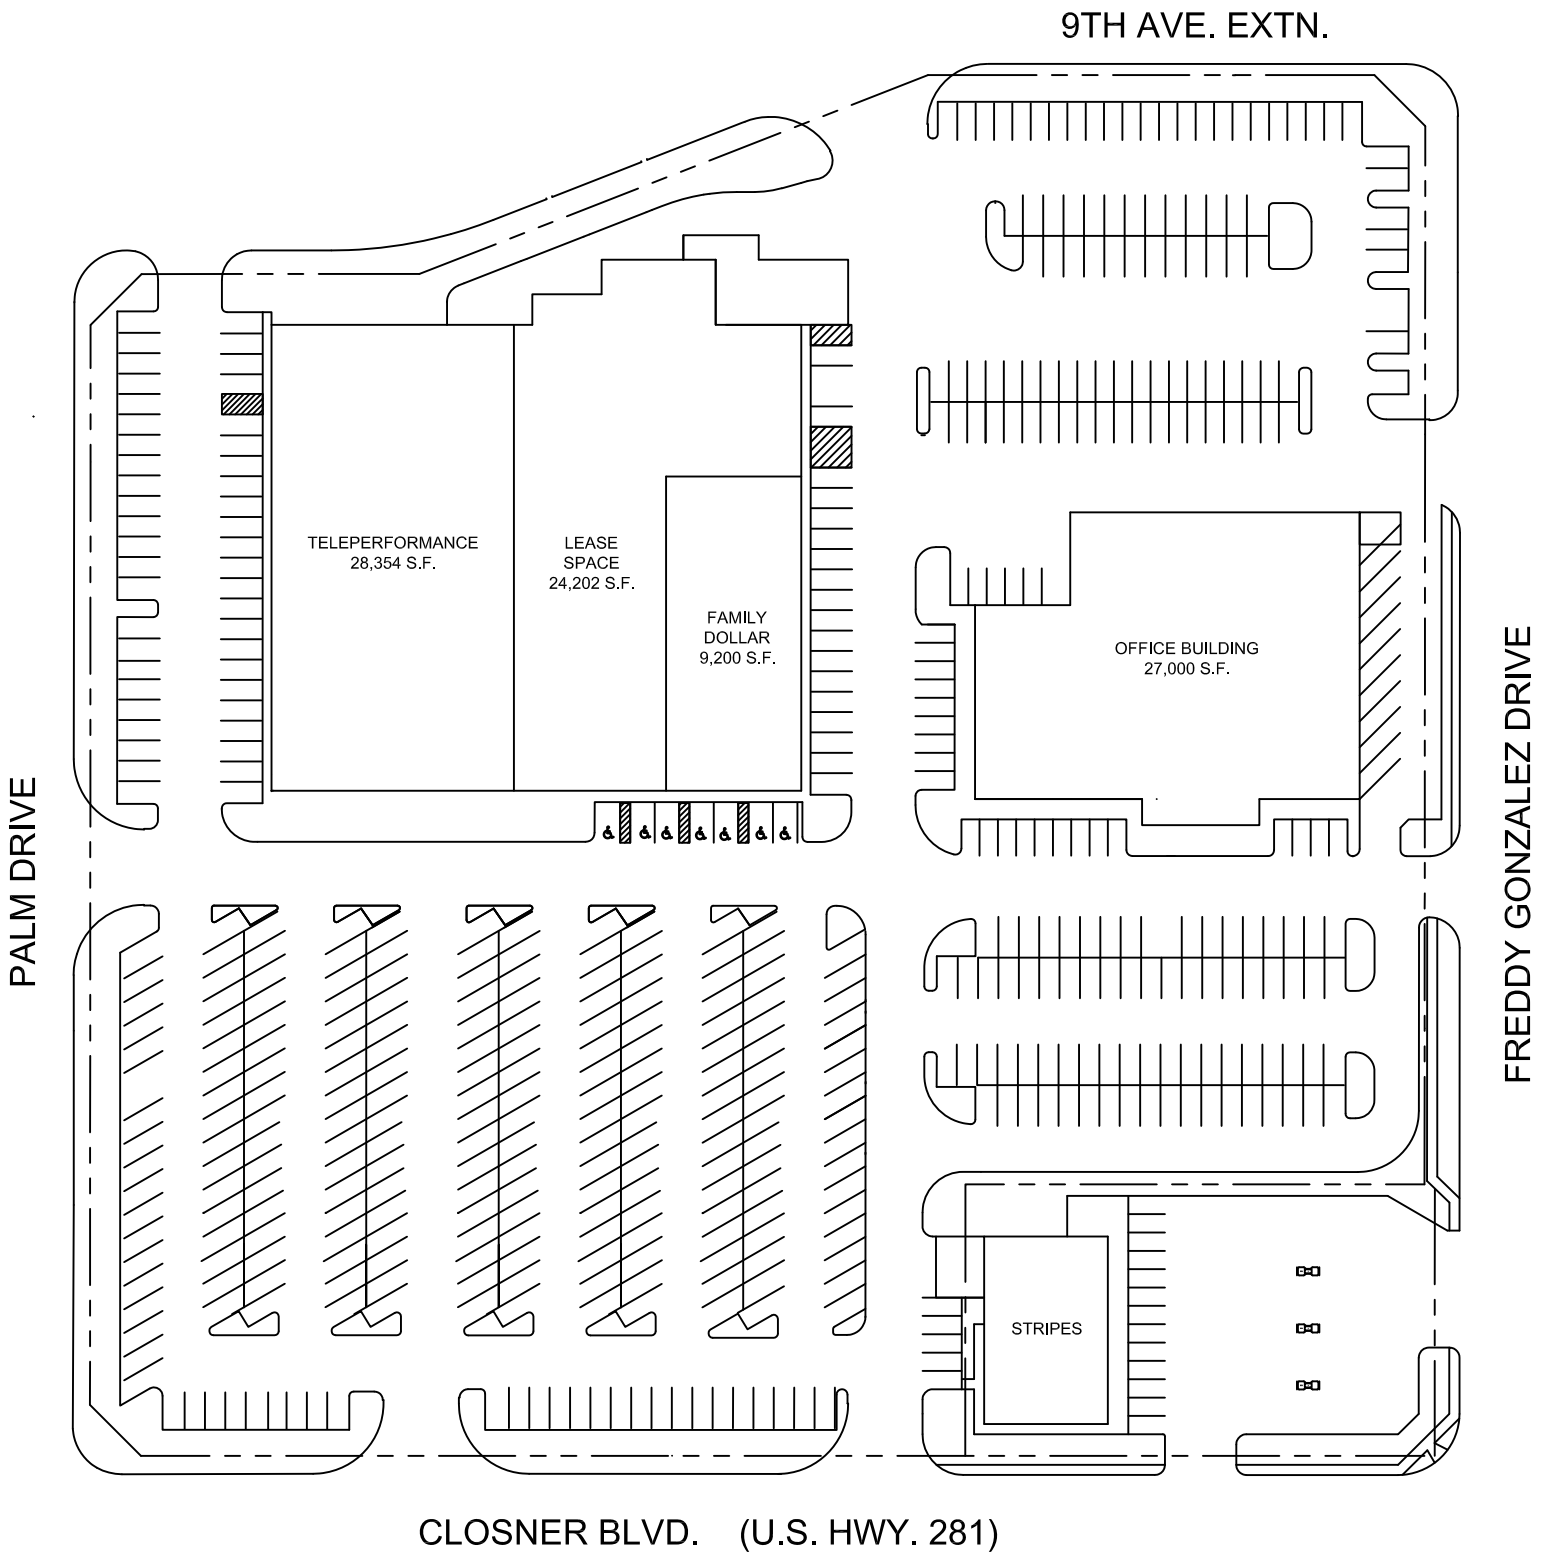 9TH AVE. EXTN.
TELEPERFORMANCE
28,354 S.F.
LEASE
SPACE
24,202 S.F.
FAMILY
DOLLAR
9,200 S.F.
OFFICE BUILDING
27,000 S.F.
PALM DRIVE
FREDDY GONZALEZ DRIVE
STRIPES
CLOSNER BLVD. (U.S. HWY. 281)